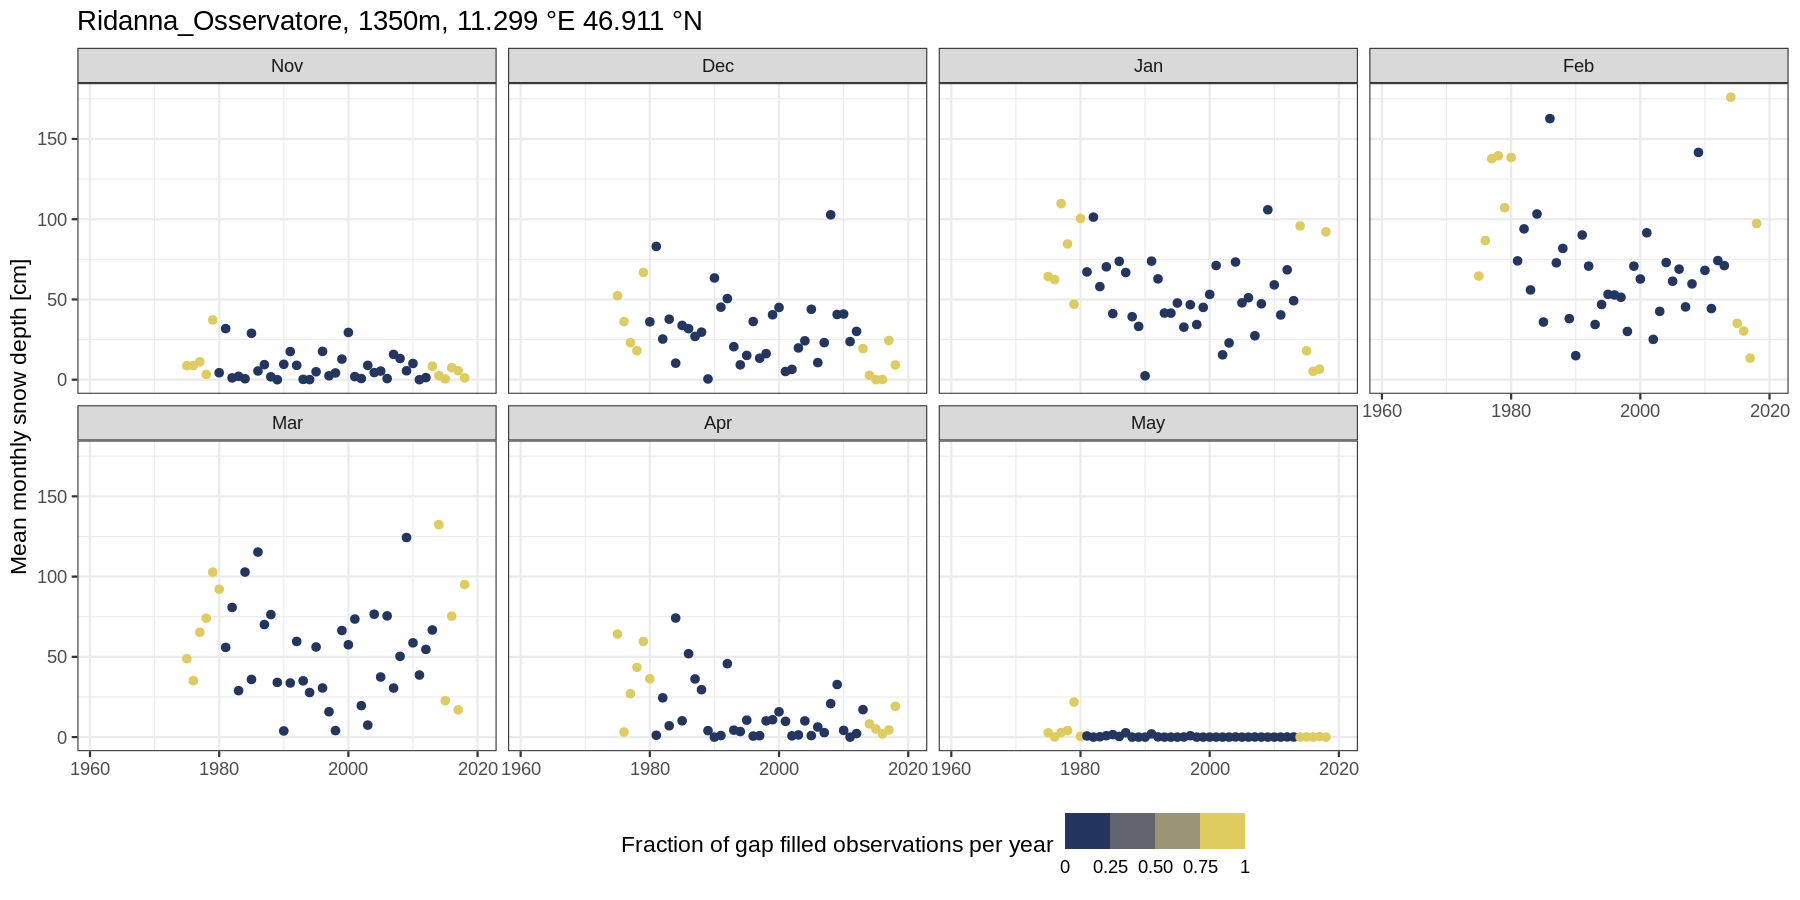 Ridanna_Osservatore, 1350m, 11.299 °E 46.911 °N
Nov Dec Jan Feb
150
100
50
0
1960 1980 2000 2020
Mar Apr May
150
100
50
0
1960 1980 2000 2020 1960 1980 2000 2020 1960 1980 2000 2020
Mean monthly snow depth [cm]
Fraction of gap filled observations per year
0 0.25 0.50 0.75 1